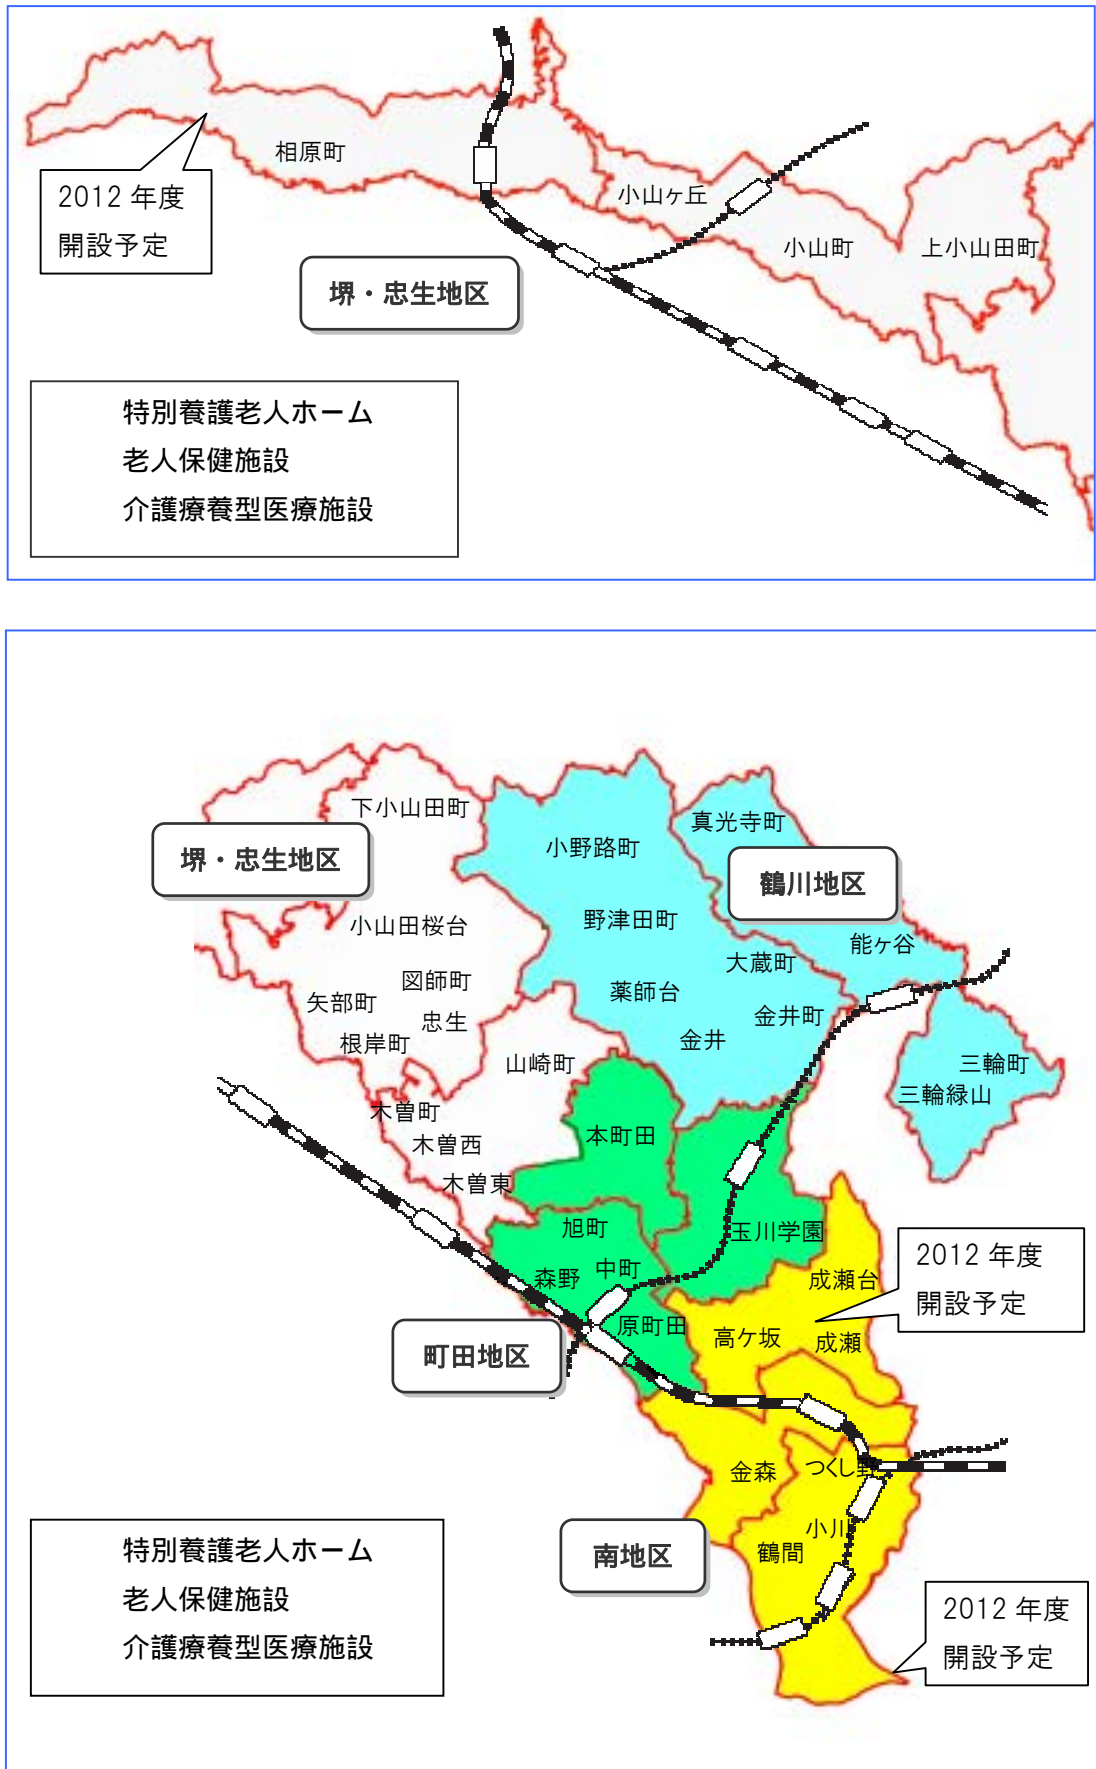 相原町
小山ヶ丘
小山町
上小山田町
2012 年度
開設予定
堺・忠生地区
特別養護老人ホーム
老人保健施設
介護療養型医療施設
下小山田町
真光寺町
小野路町
堺・忠生地区
鶴川地区
野津田町
小山田桜台
能ヶ谷
大蔵町
図師町
薬師台
矢部町
金井町
忠生
金井
根岸町
山崎町
三輪町
三輪緑山
木曽町
本町田
木曽西
木曽東
旭町
玉川学園
中町
森野
成瀬台
2012 年度
開設予定
原町田
高ケ坂
成瀬
町田地区
金森
つくし野
小川
鶴間
南地区
特別養護老人ホーム
老人保健施設
介護療養型医療施設
2012 年度
開設予定